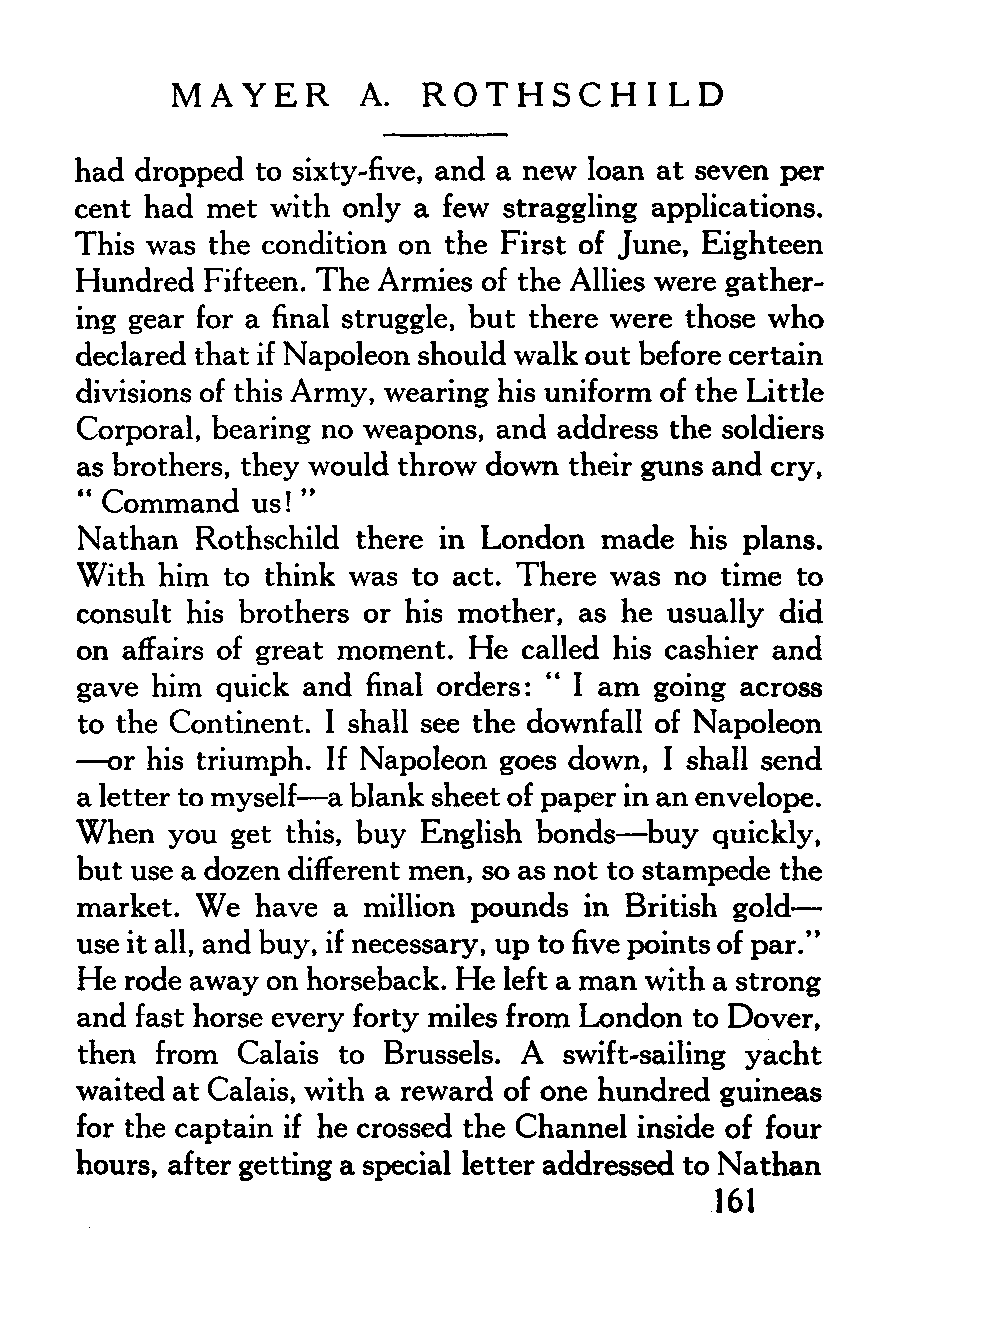 MAYER A. ROTHSCHILD
had dropped to sixty-five, and a new loan at seven per
cent had met with only a few straggling applications.
This was the condition on the First of June, Eighteen
Hundred Fifteen. The Armies of the Allies were gather-
ing gear for a final struggle, but there were those who
declared that if Napoleon should walk out before certain
divisions of this Army, wearing his uniform of the Little
Corporal, bearing no weapons, and address the soldiers
as brothers, they would throw down their guns and cry,
“ Command us! ”
Nathan Rothschild there in London made his plans.
With him to think was to act. There was no time to
consult his brothers or his mother, as he usually did
on affairs of great moment. He called his cashier and
gave him quick and final orders: “ I am going across
to the Continent. I shall see the downfall of Napoleon
—or his triumph. If Napoleon goes down, I shall send
a letter to myself—a blank sheet of paper in an envelope.
When you get this, buy English bonds—buy quickly,
but use a dozen different men, so as not to stampede the
market. We have a million pounds in British gold—
use it all, and buy, if necessary, up to five points of par.”
He rode away on horseback. He left a man with a strong
and fast horse every forty miles from London to Dover,
then from Calais to Brussels. A swift-sailing yacht
waited at Calais, with a reward of one hundred guineas
for the captain if he crossed the Channel inside of four
hours, after getting a special letter addressed to Nathan
161